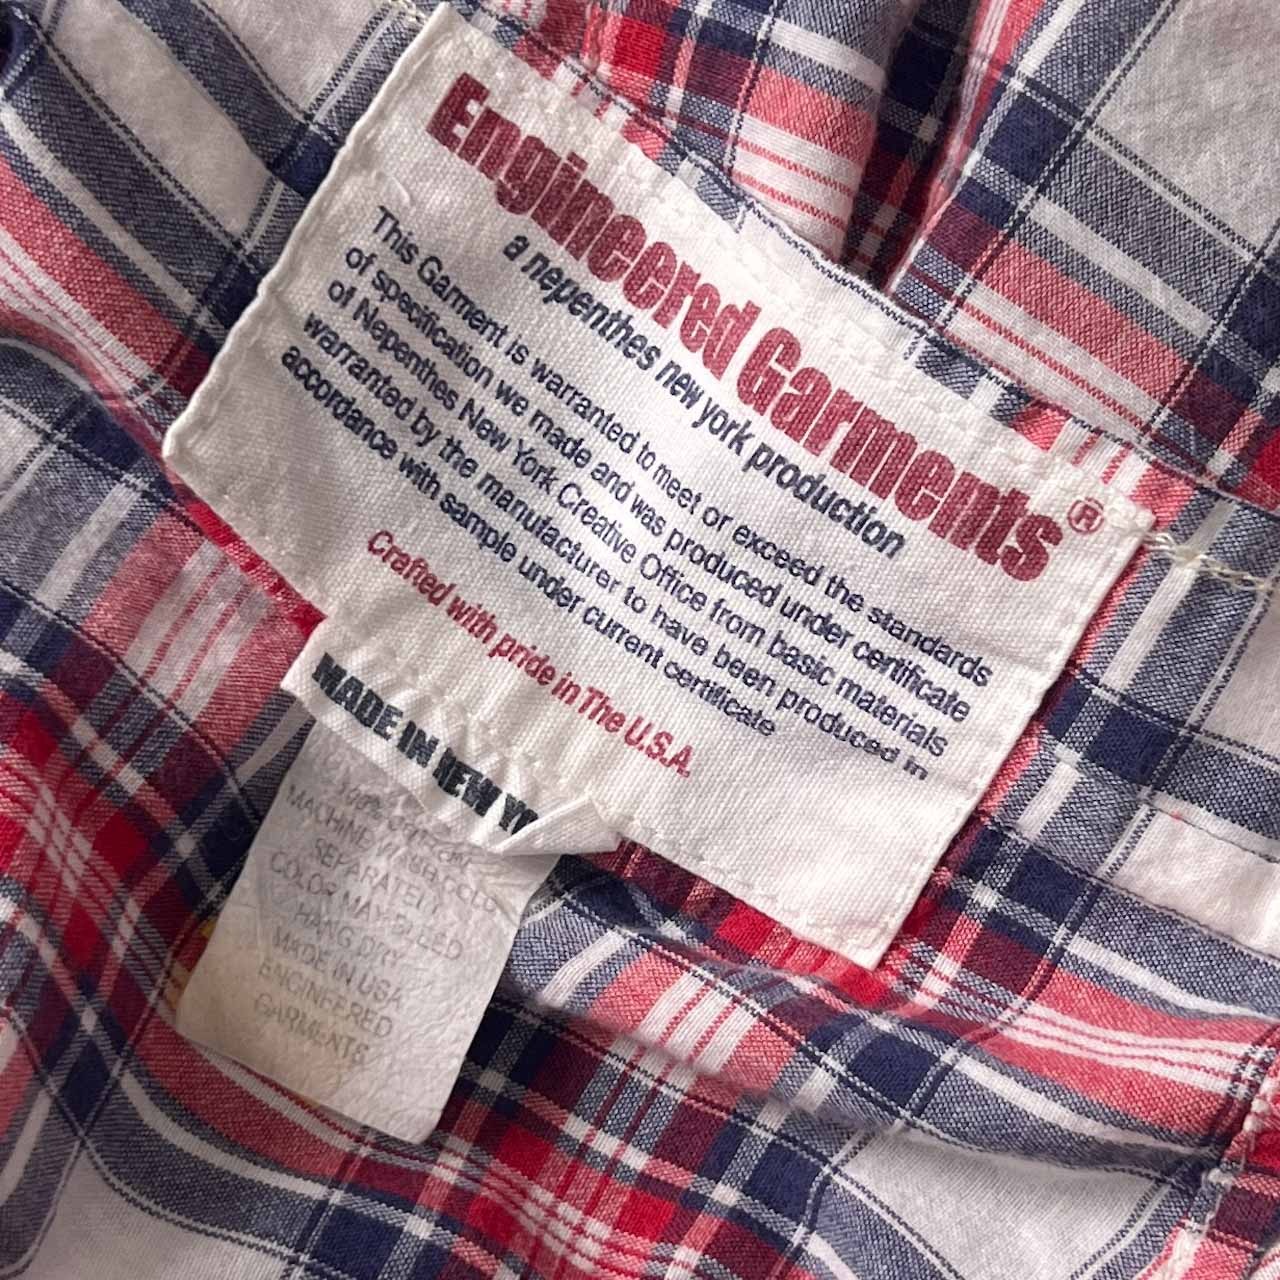 Engineered Garments®
a nepenthes new york production
This Garment is warranted to meet or exceed the standards
of specification we made and was produced under certificate
of Nepenthes New York Creative Office from basic materials
warranted by the manufacturer to have been produced in
accordance with sample under current certificate
Crafted with pride in The U.S.A.
MADE IN NEW YO
100% COTTON
MACHINE WASH COLD
SEPARATELY
COLOR MAY BLEED
HANG DRY
MADE IN USA
ENGINEERED
GARMENTS